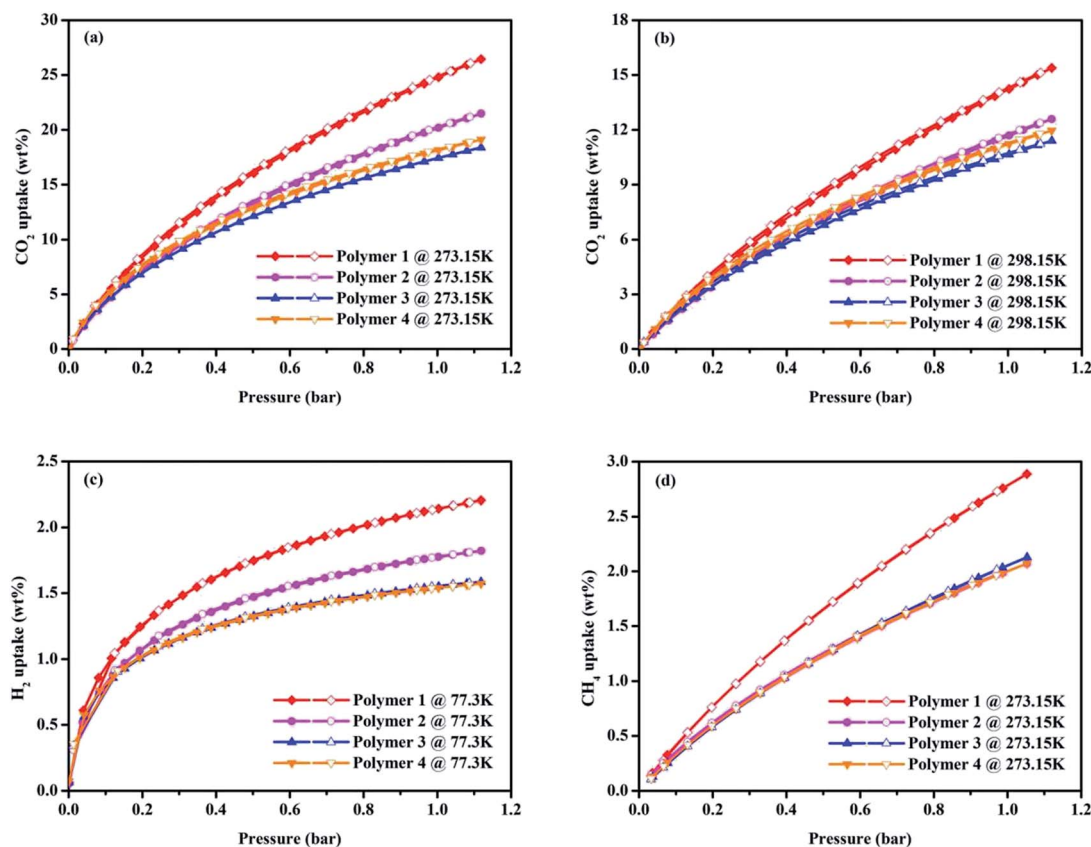 (a)
CO2 uptake (wt%)
30
25
20
15
10
5
0
Polymer 1 @ 273.15K
Polymer 2 @ 273.15K
Polymer 3 @ 273.15K
Polymer 4 @ 273.15K
0.0 0.2 0.4 0.6 0.8 1.0 1.2
Pressure (bar)
(b)
CO2 uptake (wt%)
18
15
12
9
6
3
0
Polymer 1 @ 298.15K
Polymer 2 @ 298.15K
Polymer 3 @ 298.15K
Polymer 4 @ 298.15K
0.0 0.2 0.4 0.6 0.8 1.0 1.2
Pressure (bar)
(c)
H2 uptake (wt%)
2.5
2.0
1.5
1.0
0.5
0.0
Polymer 1 @ 77.3K
Polymer 2 @ 77.3K
Polymer 3 @ 77.3K
Polymer 4 @ 77.3K
0.0 0.2 0.4 0.6 0.8 1.0 1.2
Pressure (bar)
(d)
CH4 uptake (wt%)
3.0
2.5
2.0
1.5
1.0
0.5
0.0
Polymer 1 @ 273.15K
Polymer 2 @ 273.15K
Polymer 3 @ 273.15K
Polymer 4 @ 273.15K
0.0 0.2 0.4 0.6 0.8 1.0 1.2
Pressure (bar)